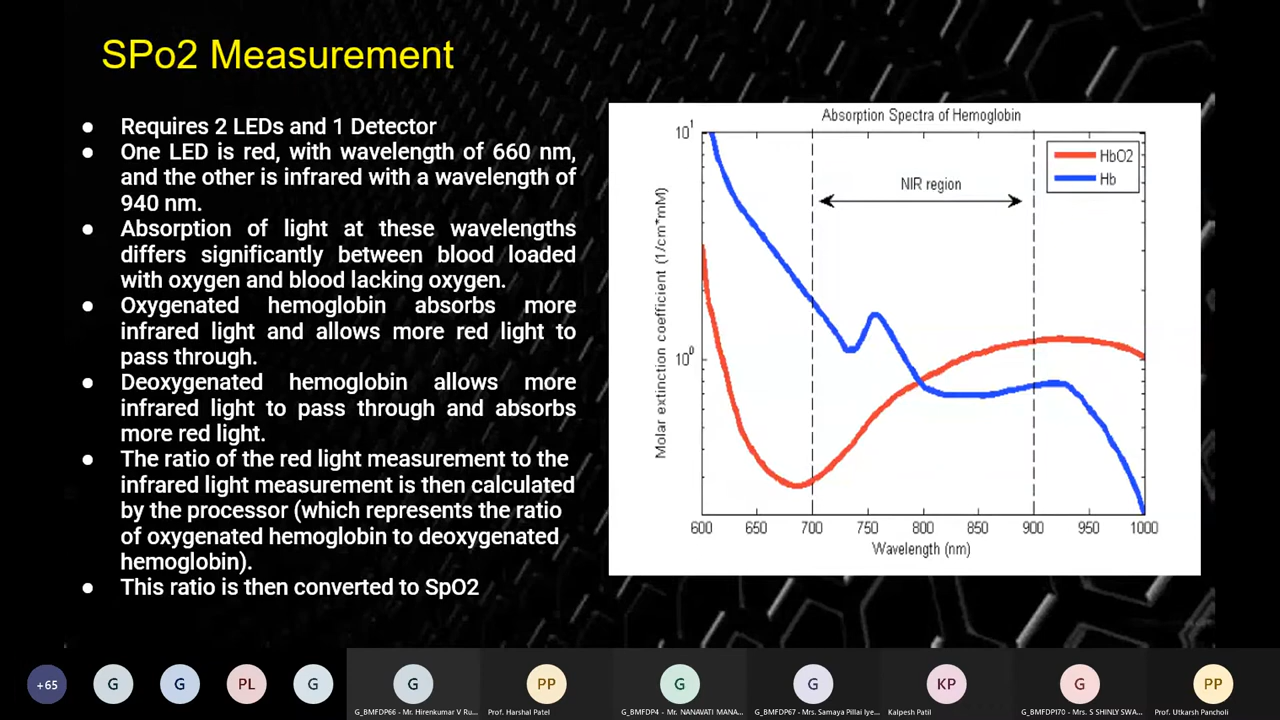 SPo2 Measurement
● Requires 2 LEDs and 1 Detector
● One LED is red, with wavelength of 660 nm,
and the other is infrared with a wavelength of
940 nm.
● Absorption of light at these wavelengths
differs significantly between blood loaded
with oxygen and blood lacking oxygen.
● Oxygenated hemoglobin absorbs more
infrared light and allows more red light to
pass through.
● Deoxygenated hemoglobin allows more
infrared light to pass through and absorbs
more red light.
● The ratio of the red light measurement to the
infrared light measurement is then calculated
by the processor (which represents the ratio
of oxygenated hemoglobin to deoxygenated
hemoglobin).
● This ratio is then converted to SpO2
Absorption Spectra of Hemoglobin
10¹
HbO2
Hb
NIR region
Molar extinction coefficient (1/cm*mM)
10⁰
600 650 700 750 800 850 900 950 1000
Wavelength (nm)
+65 G G PL G G PP G G KP G PP
G_BMFDP66 - Mr. Hirenkumar V Ru... Prof. Harshal Patel G_BMFDP4 - Mr. NANAVATI MANA... G_BMFDP67 - Mrs. Samaya Pillai Iye... Kalpesh Patil G_BMFDP170 - Mrs. S SHINLY SWA... Prof. Utkarsh Pancholi